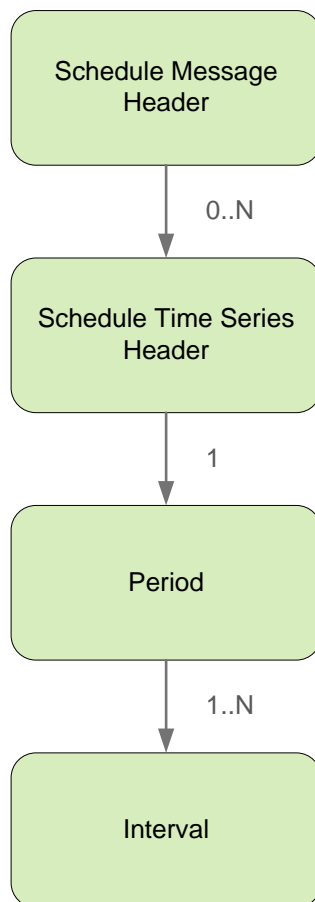 Schedule Message
Header
0..N
Schedule Time Series
Header
1
Period
1..N
Interval